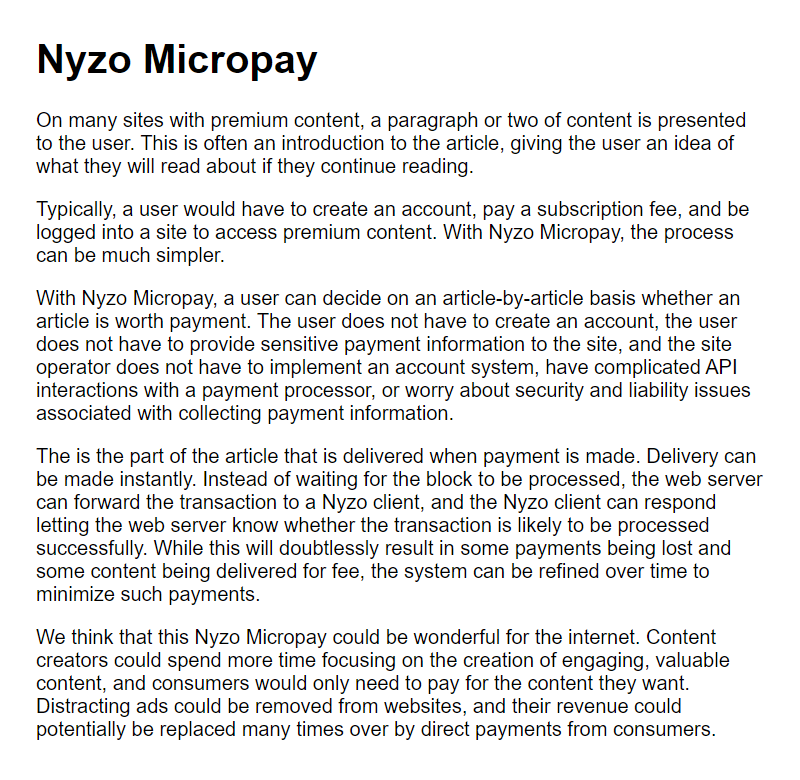 Nyzo Micropay
On many sites with premium content, a paragraph or two of content is presented
to the user. This is often an introduction to the article, giving the user an idea of
what they will read about if they continue reading.
Typically, a user would have to create an account, pay a subscription fee, and be
logged into a site to access premium content. With Nyzo Micropay, the process
can be much simpler.
With Nyzo Micropay, a user can decide on an article-by-article basis whether an
article is worth payment. The user does not have to create an account, the user
does not have to provide sensitive payment information to the site, and the site
operator does not have to implement an account system, have complicated API
interactions with a payment processor, or worry about security and liability issues
associated with collecting payment information.
The is the part of the article that is delivered when payment is made. Delivery can
be made instantly. Instead of waiting for the block to be processed, the web server
can forward the transaction to a Nyzo client, and the Nyzo client can respond
letting the web server know whether the transaction is likely to be processed
successfully. While this will doubtlessly result in some payments being lost and
some content being delivered for fee, the system can be refined over time to
minimize such payments.
We think that this Nyzo Micropay could be wonderful for the internet. Content
creators could spend more time focusing on the creation of engaging, valuable
content, and consumers would only need to pay for the content they want.
Distracting ads could be removed from websites, and their revenue could
potentially be replaced many times over by direct payments from consumers.